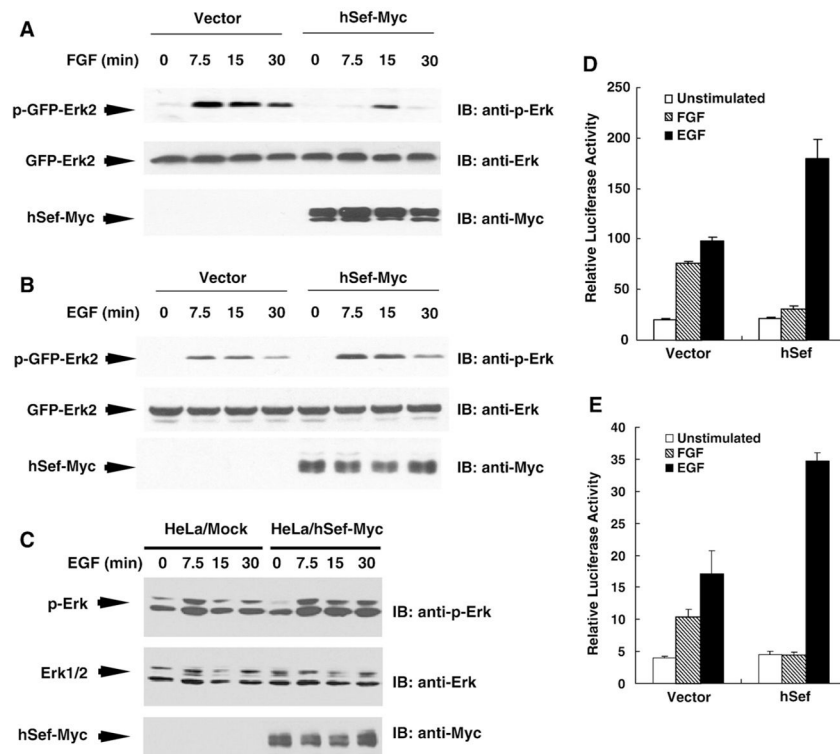 A
Vector
hSef-Myc
FGF (min) 0 7.5 15 30 0 7.5 15 30
p-GFP-Erk2 IB: anti-p-Erk
GFP-Erk2 IB: anti-Erk
hSef-Myc IB: anti-Myc
B
Vector
hSef-Myc
EGF (min) 0 7.5 15 30 0 7.5 15 30
p-GFP-Erk2 IB: anti-p-Erk
GFP-Erk2 IB: anti-Erk
hSef-Myc IB: anti-Myc
C
HeLa/Mock HeLa/hSef-Myc
EGF (min) 0 7.5 15 30 0 7.5 15 30
p-Erk IB: anti-p-Erk
Erk1/2 IB: anti-Erk
hSef-Myc IB: anti-Myc
D
Relative Luciferase Activity
250
200
150
100
50
0
Unstimulated
FGF
EGF
Vector hSef
E
Relative Luciferase Activity
40
35
30
25
20
15
10
5
0
Unstimulated
FGF
EGF
Vector hSef